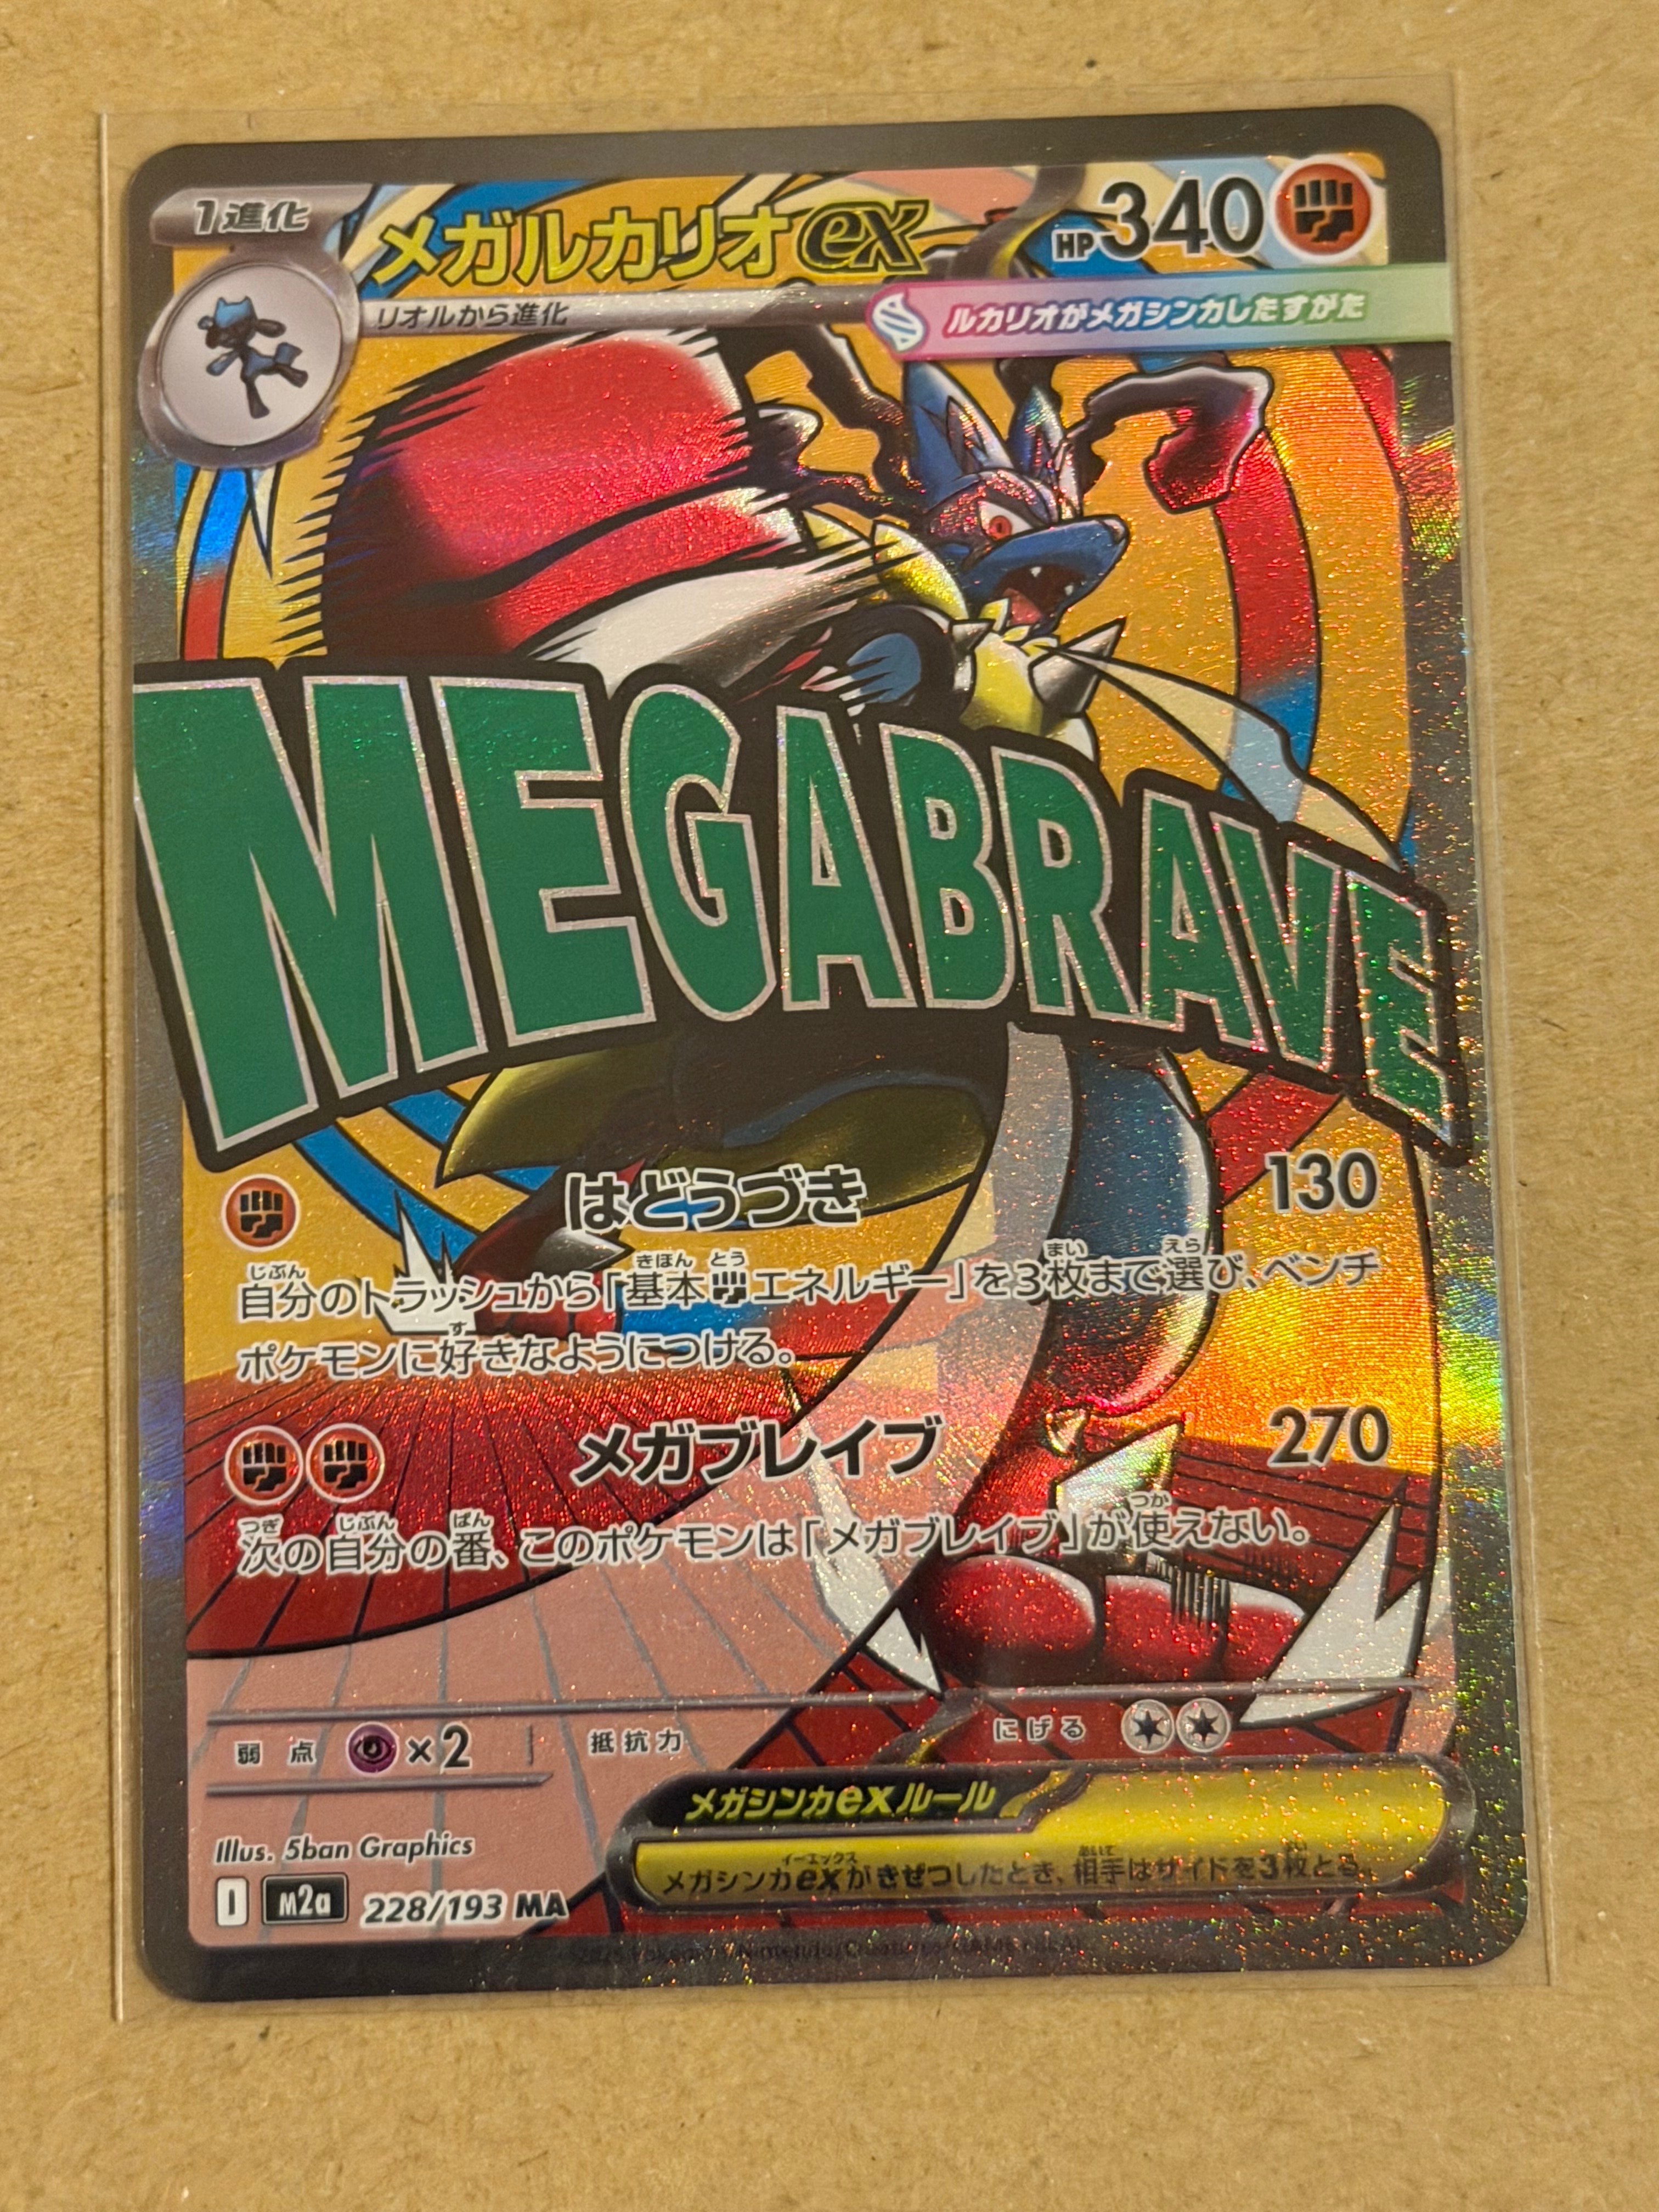 1進化
メガルカリオex
HP340
リオルから進化
ルカリオがメガシンカしたすがた
MEGABRAVE
はどうづき 130
自分のトラッシュから「基本エネルギー」を3枚まで選び、ベンチ
ポケモンに好きなようにつける。
メガブレイブ 270
次の自分の番、このポケモンは「メガブレイブ」が使えない。
弱点 ×2 抵抗力 にげる
メガシンカexルール
メガシンカexがきぜつしたとき、相手はサイドを3枚とる。
Illus. 5ban Graphics
I M2a 228/193 MA